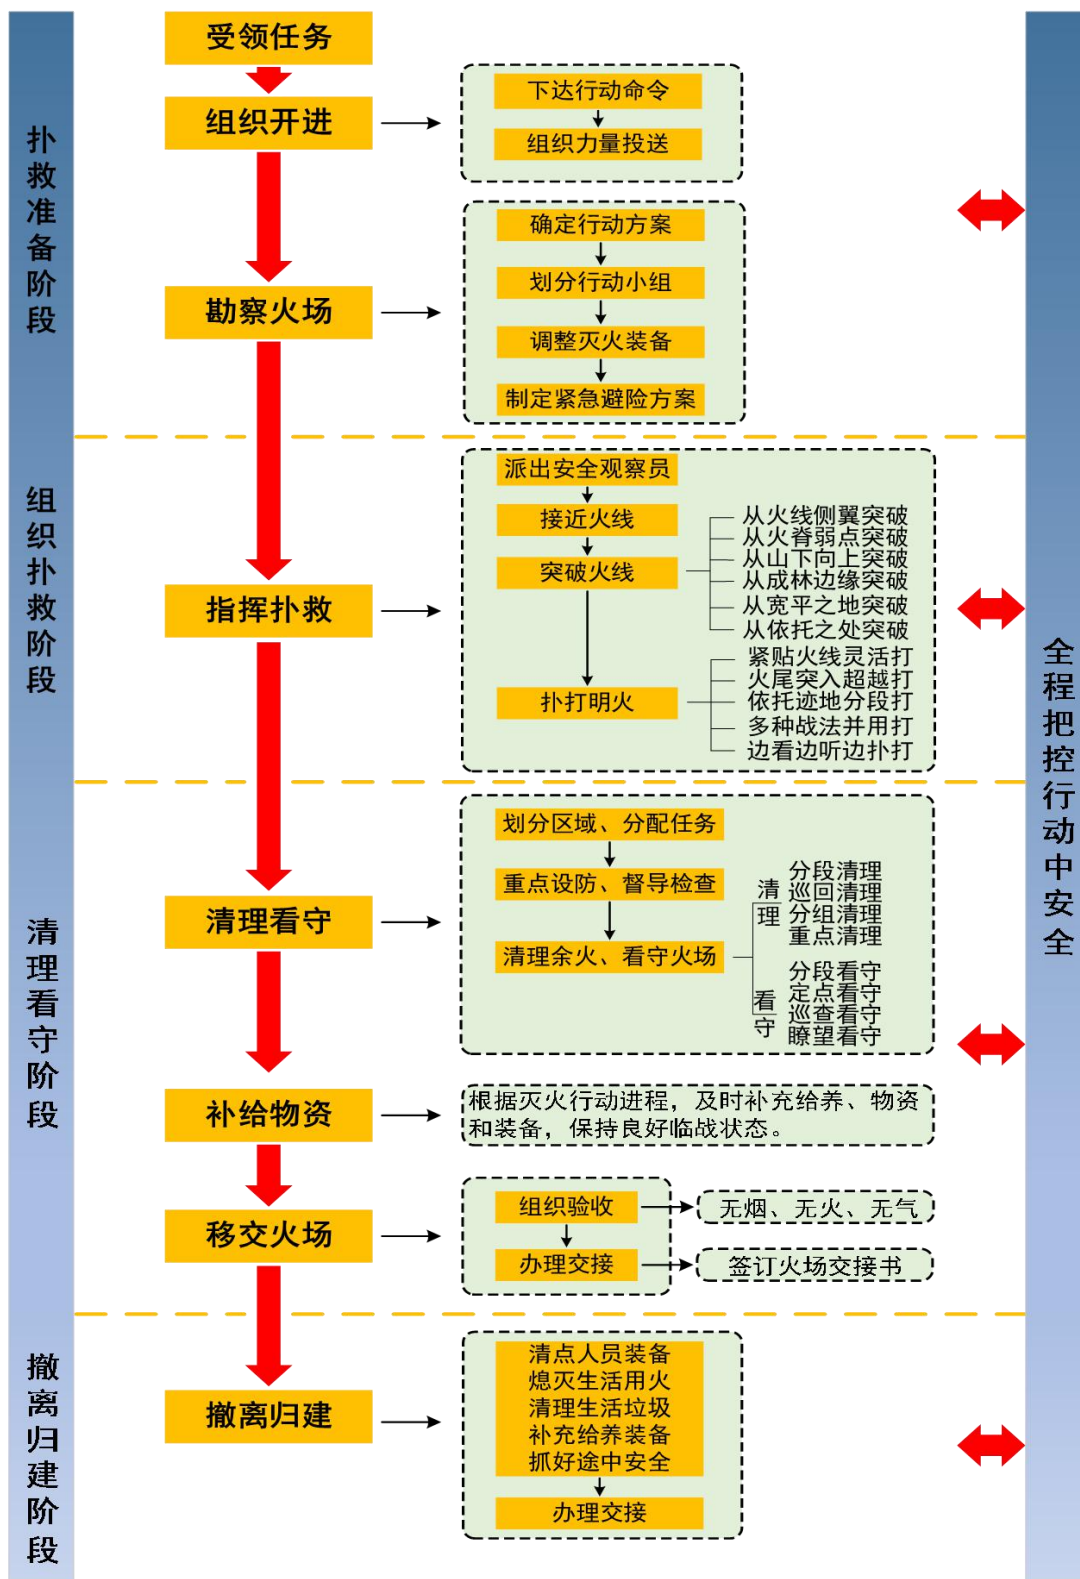 扑救准备阶段
受领任务
组织开进
下达行动命令
组织力量投送
勘察火场
确定行动方案
划分行动小组
调整灭火装备
制定紧急避险方案
组织扑救阶段
指挥扑救
派出安全观察员
接近火线
突破火线
从火线侧翼突破
从火脊弱点突破
从山下向上突破
从成林边缘突破
从宽平之地突破
从依托之处突破
扑打明火
紧贴火线灵活打
火尾突入超越打
依托迹地分段打
多种战法并用打
边看边听边扑打
清理看守阶段
清理看守
划分区域、分配任务
重点设防、督导检查
清理余火、看守火场
清理
分段清理
巡回清理
分组清理
重点清理
看守
分段看守
定点看守
巡查看守
瞭望看守
补给物资
根据灭火行动进程，及时补充给养、物资
和装备，保持良好临战状态。
移交火场
组织验收
无烟、无火、无气
办理交接
签订火场交接书
撤离归建阶段
撤离归建
清点人员装备
熄灭生活用火
清理生活垃圾
补充给养装备
抓好途中安全
办理交接
全程把控行动中安全